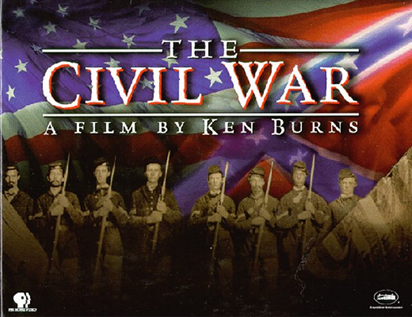 THE
CIVIL WAR
A FILM BY KEN BURNS